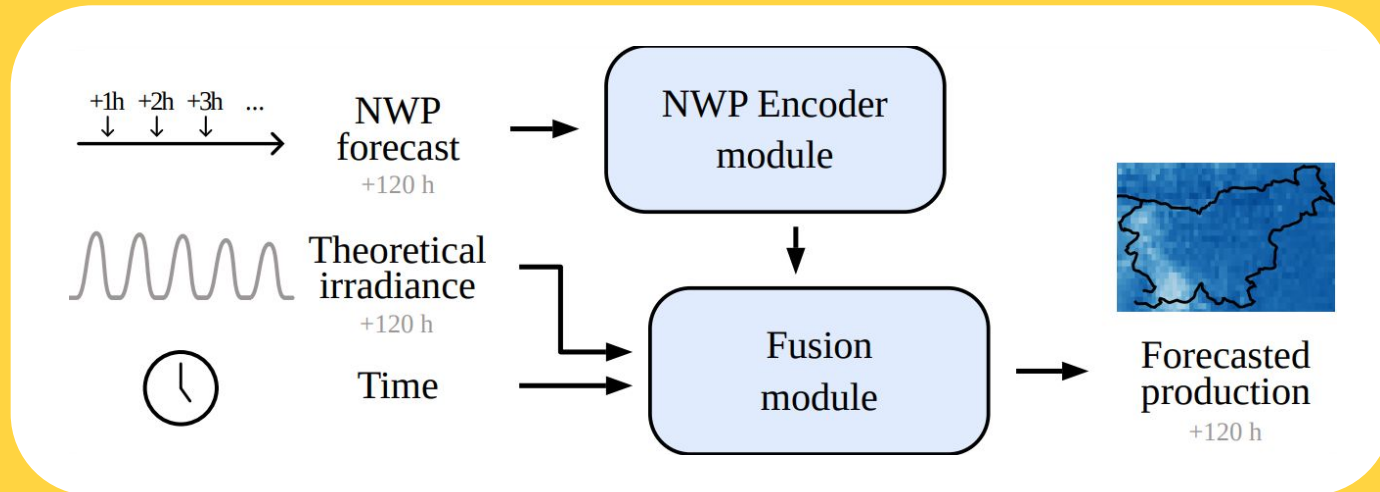 +1h +2h +3h ...
NWP
forecast
+120 h
NWP Encoder
module
Theoretical
irradiance
+120 h
Time
Fusion
module
Forecasted
production
+120 h